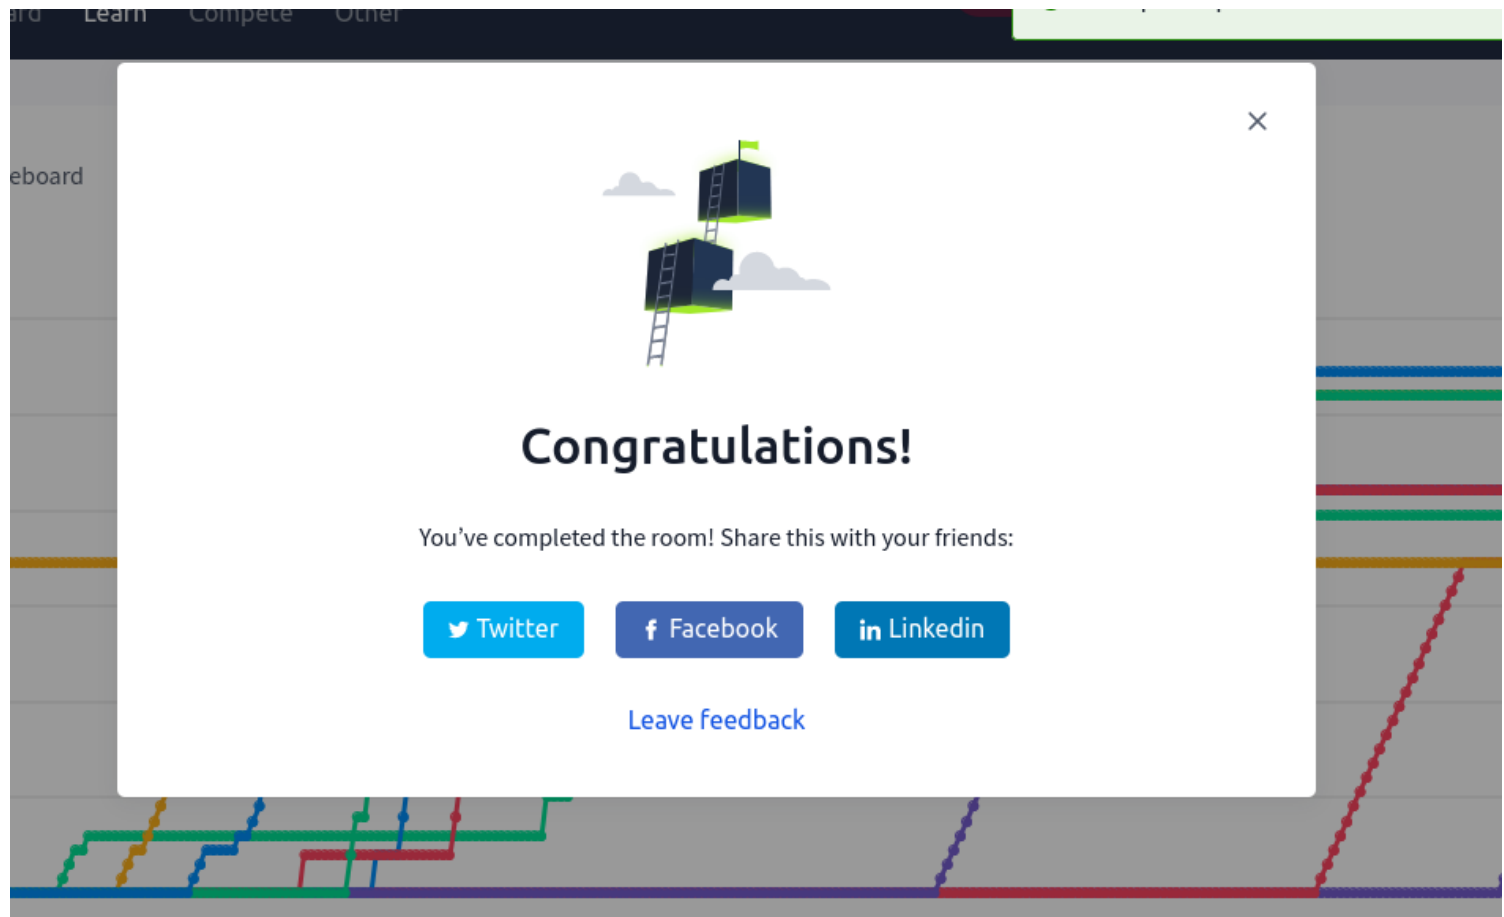 Learn Compete Other
eboard
Congratulations!
You’ve completed the room! Share this with your friends:
Twitter Facebook Linkedin
Leave feedback